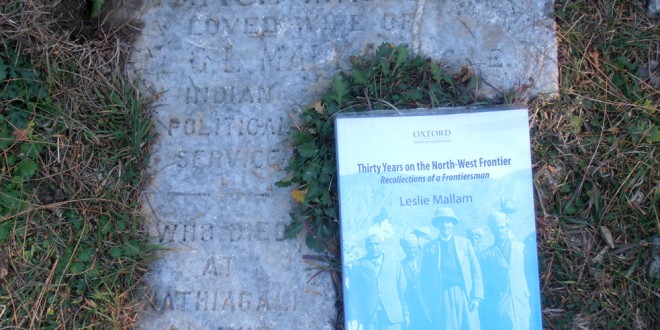 LOVED WIFE OF
G. L. MALLAM
INDIAN
POLITICAL
SERVICE
WHO DIED
AT
NATHIAGALI
OXFORD
Thirty Years on the North-West Frontier
Recollections of a Frontiersman
Leslie Mallam